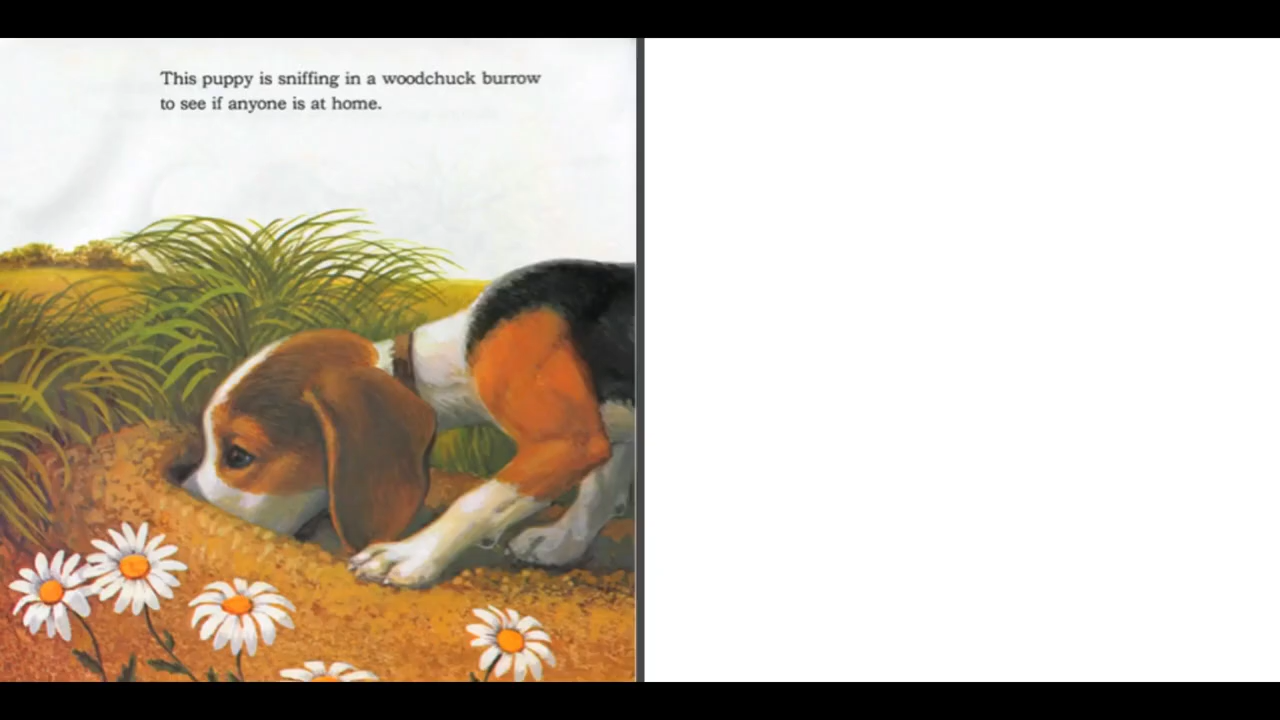 This puppy is sniffing in a woodchuck burrow
to see if anyone is at home.